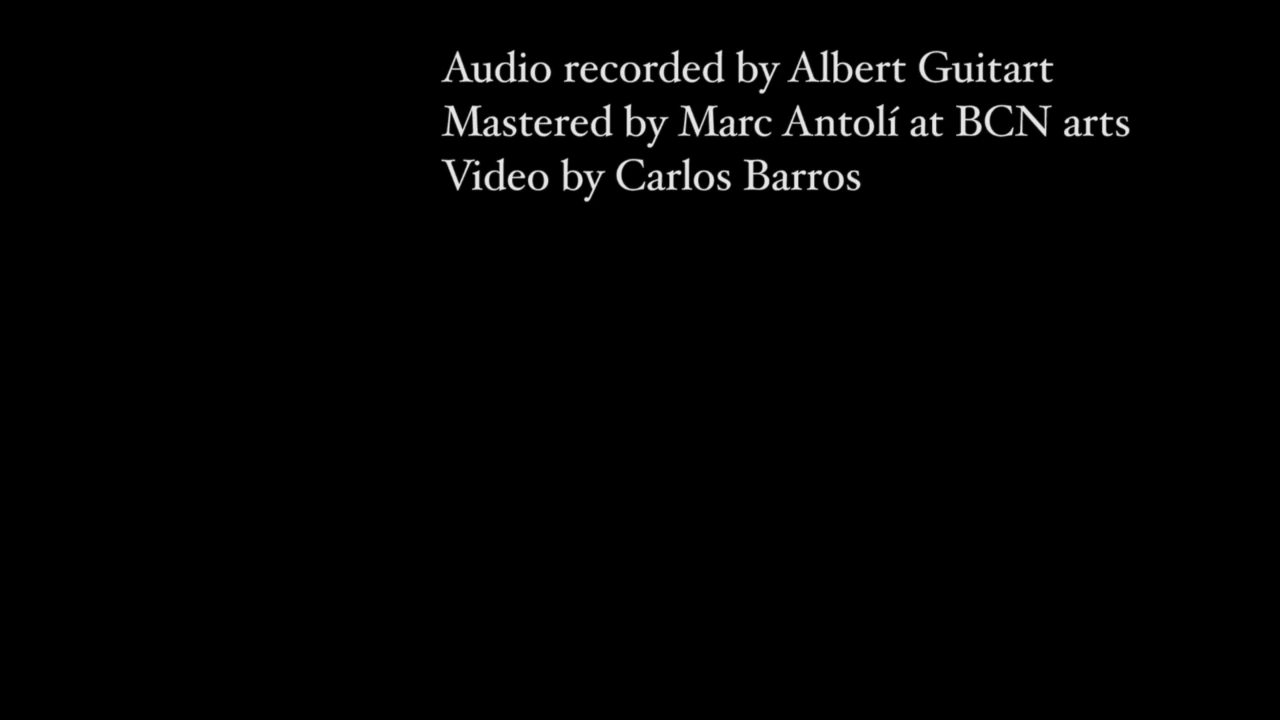 Audio recorded by Albert Guitart
Mastered by Marc Antolí at BCN arts
Video by Carlos Barros